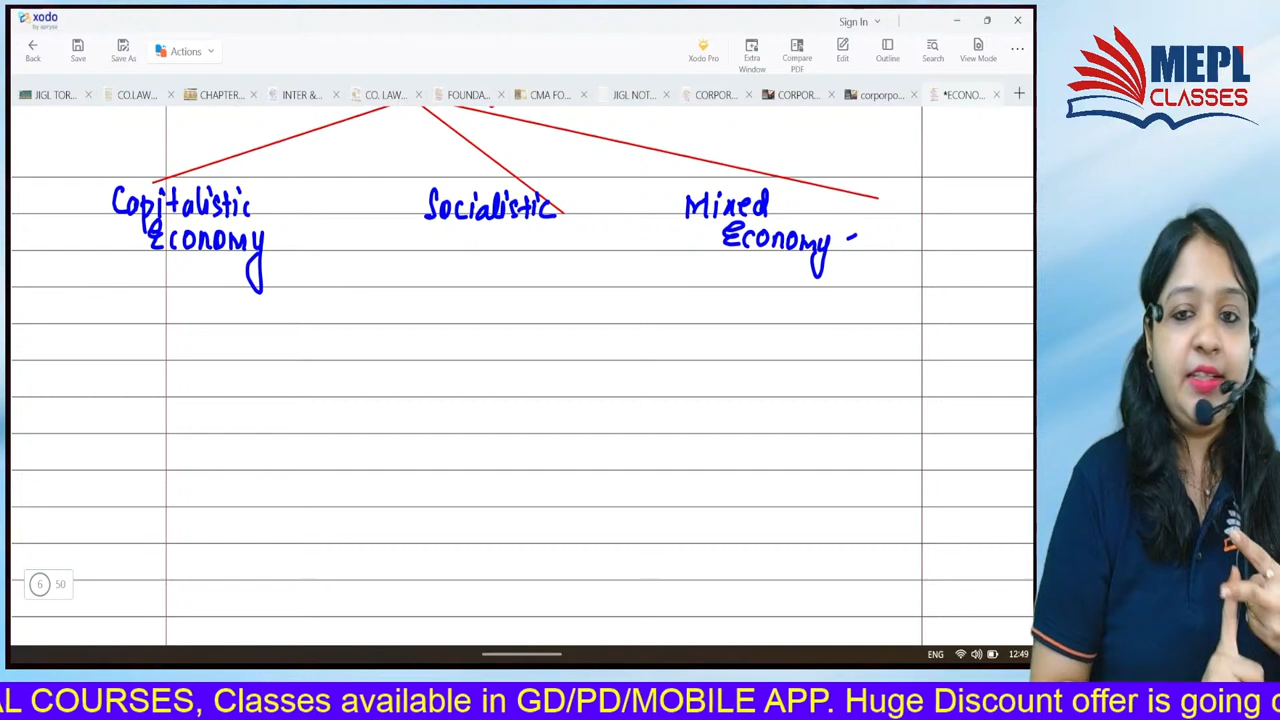 xodo
by apryse
Sign In
Back
Save
Save As
Actions
Xodo Pro
Extra Window
Compare PDF
Edit
Outline
Search
View Mode
JIGL TOR...
CO.LAW...
CHAPTER...
INTER &...
CO.LAW...
FOUNDA...
CMA FO...
JIGL NOT...
CORPOR...
CORPOR...
corporpo...
*ECONO...
MEPL
CLASSES
Capitalistic
Economy
Socialistic
Mixed
Economy -
6 50
ENG 12:49
AL COURSES, Classes available in GD/PD/MOBILE APP. Huge Discount offer is going